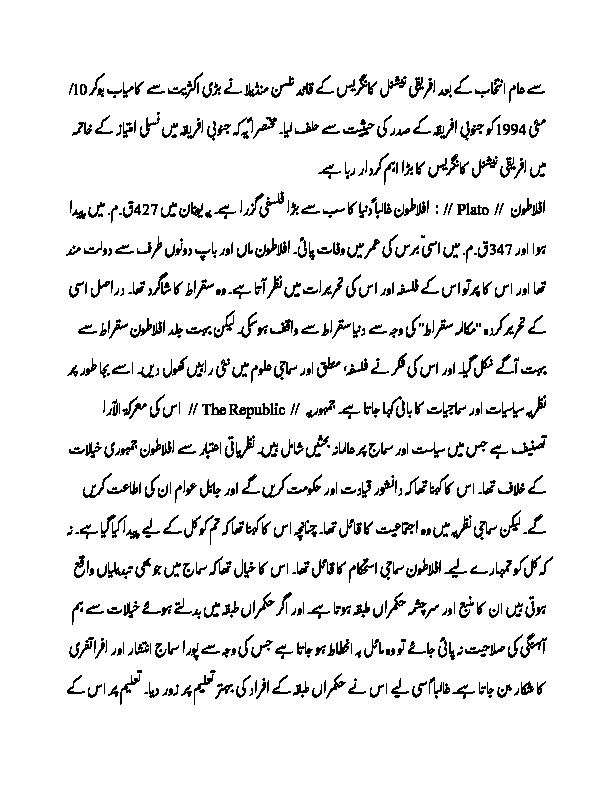 سے عام انتخاب کے بعد افریقی نیشنل کانگریس کے قائد نلسن منڈیلا نے بڑی اکثریت سے کامیاب ہوکر 10/
مئی 1994 کو جنوبی افریقہ کے صدر کی حیثیت سے حلف لیا۔ مختصراً یہ کہ جنوبی افریقہ میں نسلی امتیاز کے خاتمہ
میں افریقی نیشنل کانگریس کا بڑا اہم کردار رہا ہے۔
افلاطون // Plato // : افلاطون غالباً دنیا کا سب سے بڑا فلسفی گزرا ہے۔ یہ یونان میں 427ق۔م۔ میں پیدا
ہوا اور 347ق۔م۔ میں اسی برس کی عمر میں وفات پائی۔ افلاطون ماں اور باپ دونوں طرف سے دولت مند
تھا اور اس کا پرتو اس کے فلسفہ اور اس کی تحریرات میں نظر آتا ہے۔ وہ سقراط کا شاگرد تھا۔ دراصل اسی
کے تحریر کردہ "مکالمہ سقراط" کی وجہ سے دنیا سقراط سے واقف ہوسکی۔ لیکن بہت جلد افلاطون سقراط سے
بہت آگے نکل گیا۔ اور اس کی فکر نے فلسفہ، منطق اور سماجی علوم میں نئی راہیں کھول دیں۔ اسے بجا طور پر
نظریہ سیاسیات اور سماجیات کا بانی کہا جاتا ہے۔ جمہوریہ // The Republic // اس کی معرکۃ الآرا
تصنیف ہے جس میں سیاست اور سماج پر عالمانہ بحثیں شامل ہیں۔ نظریاتی اعتبار سے افلاطون جمہوری خیالات
کے خلاف تھا۔ اس کا کہنا تھا کہ دانشور قیادت اور حکومت کریں گے اور جاہل عوام ان کی اطاعت کریں
گے۔ لیکن سماجی نظریہ میں وہ اجتماعیت کا قائل تھا۔ چنانچہ اس کا کہنا تھا کہ تم کو کل کے لیے پیدا کیا گیا ہے۔ نہ
کہ کل کو تمہارے لیے۔ افلاطون سماجی استحکام کا قائل تھا۔ اس کا خیال تھا کہ سماج میں جو بھی تبدیلیاں واقع
ہوتی ہیں ان کا منبع اور سرچشمہ حکمراں طبقہ ہوتا ہے۔ اور اگر حکمراں طبقہ میں بدلتے ہوئے خیالات سے ہم
آہنگی کی صلاحیت نہ پائی جائے تو وہ مائل بہ انحطاط ہو جاتا ہے جس کی وجہ سے پورا سماج انتشار اور افراتفری
کا شکار بن جاتا ہے۔ غالباً اسی لیے اس نے حکمراں طبقہ کے افراد کی بہتر تعلیم پر زور دیا۔ تعلیم پر اس کے